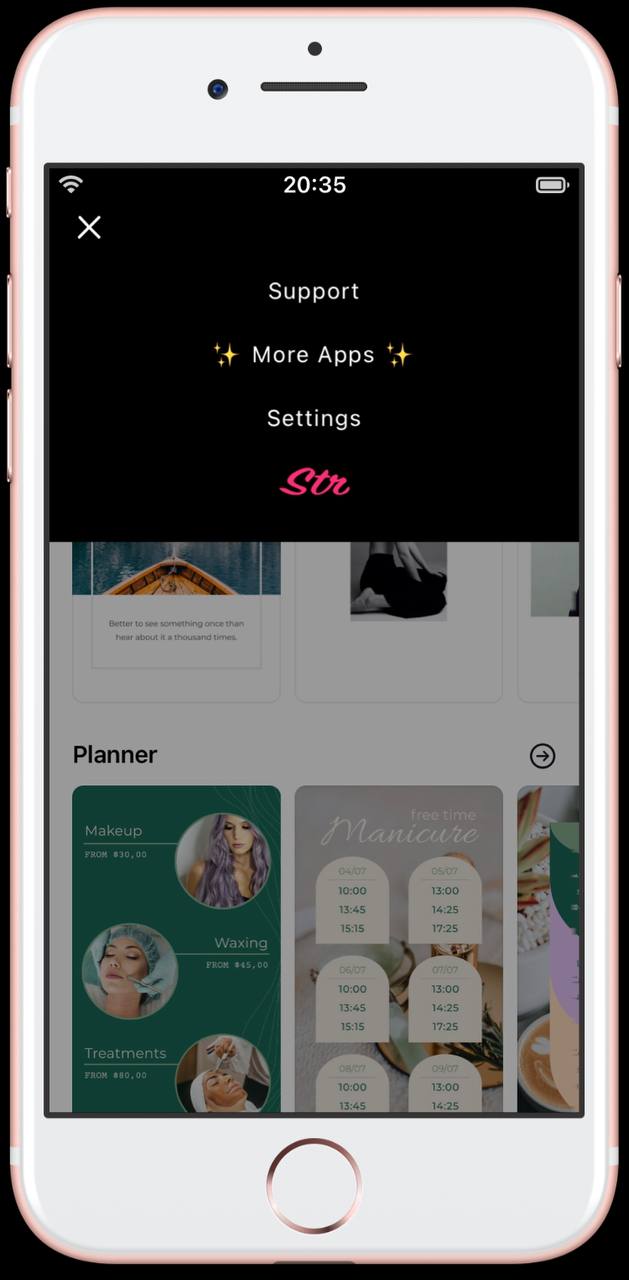 20:35
Support
✨ More Apps ✨
Settings
Str
Better to see something once than
hear about it a thousand times.
Planner
Makeup
FROM $30,00
Waxing
FROM $45,00
Treatments
FROM $80,00
free time
Manicure
04/07
10:00
13:45
15:15
05/07
13:00
14:25
17:25
06/07
10:00
13:45
15:15
07/07
13:00
14:25
17:25
08/07
10:00
13:45
09/07
13:00
14:25